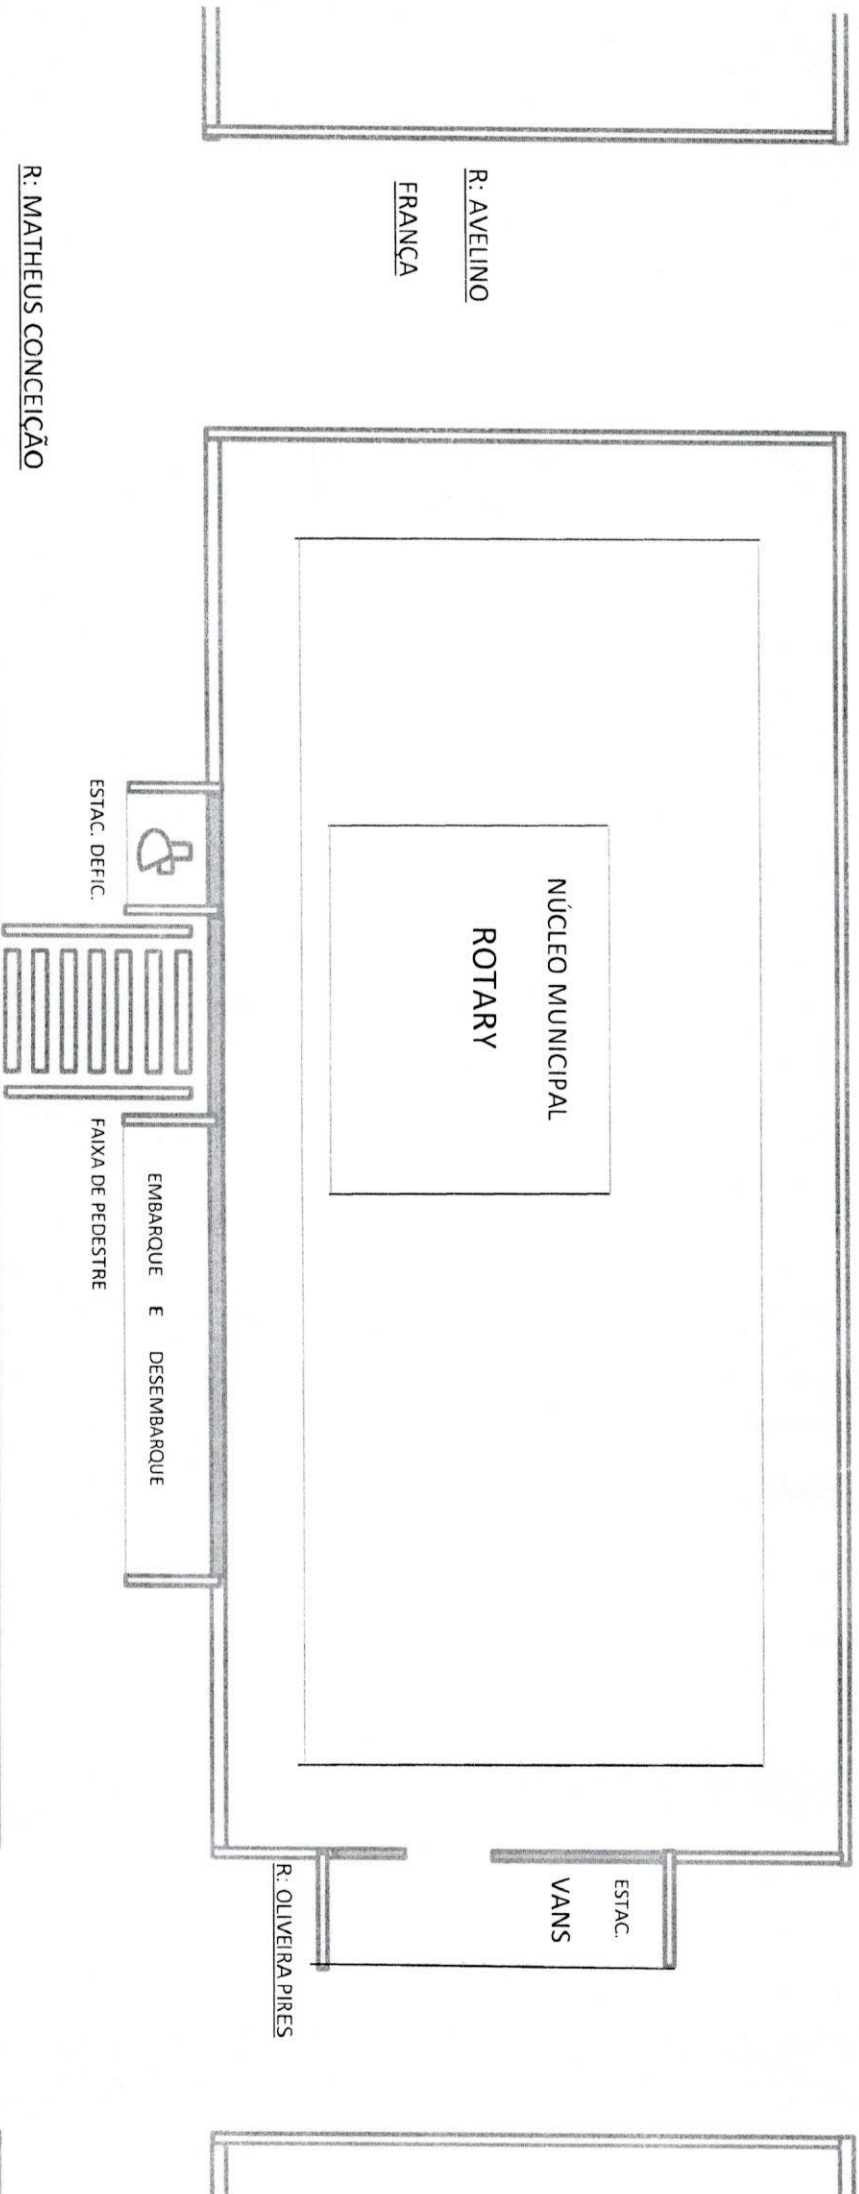 R: AVELINO
FRANÇA
R: MATHEUS CONCEIÇÃO
NÚCLEO MUNICIPAL
ROTARY
ESTAC. DEFIC.
FAIXA DE PEDESTRE
EMBARQUE E DESEMBARQUE
ESTAC.
VANS
R: OLIVEIRA PIRES